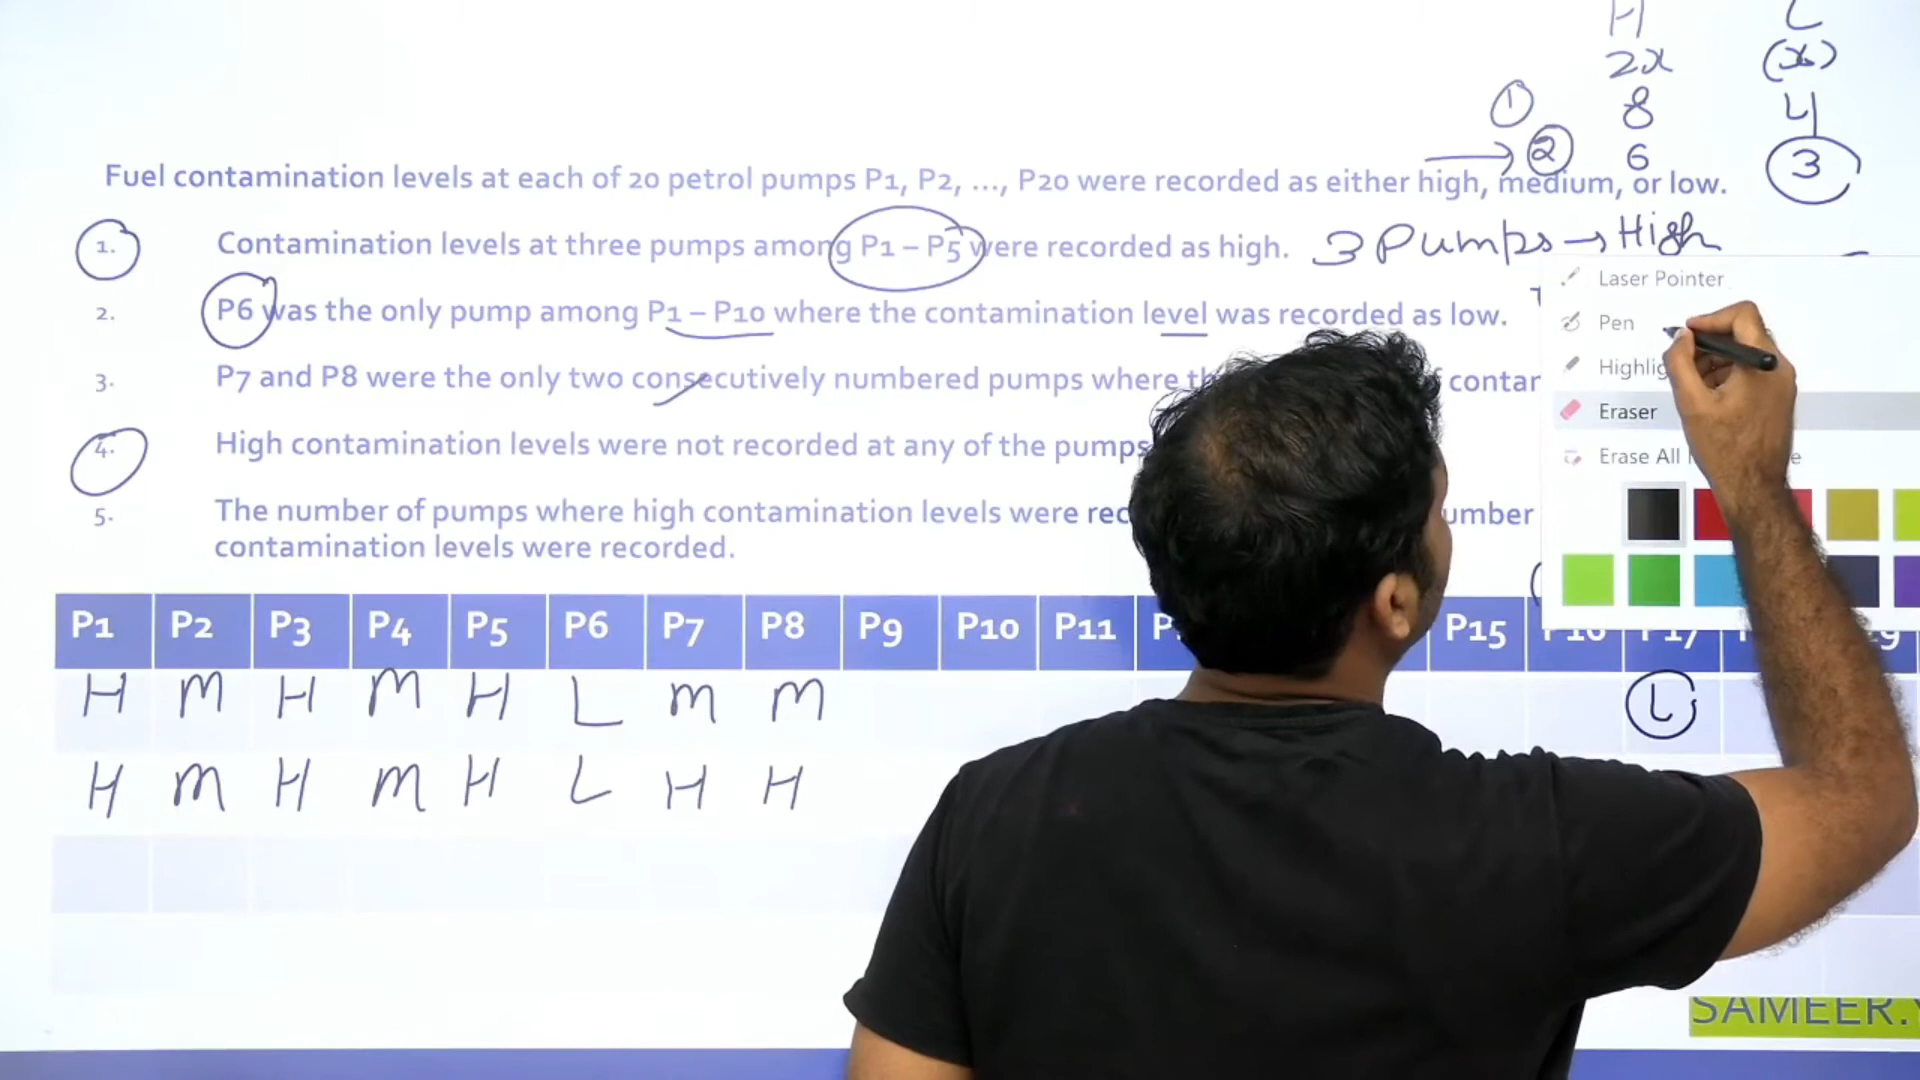 H L
2x (x)
① 8 4
Fuel contamination levels at each of 20 petrol pumps P1, P2, ..., P20 were recorded as either high, medium, or low.
→ ② 6 3
1. Contamination levels at three pumps among P1 – P5 were recorded as high. 3 Pumps → High
Laser Pointer
2. P6 was the only pump among P1 – P10 where the contamination level was recorded as low.
Pen
3. P7 and P8 were the only two consecutively numbered pumps where
Eraser
4. High contamination levels were not recorded at any of the pumps
Erase All
5. The number of pumps where high contamination levels were
contamination levels were recorded.
P1 P2 P3 P4 P5 P6 P7 P8 P9 P10 P11 P15 P16 P17
H M H M H L M M L
H M H M H L H H
SAMEER.